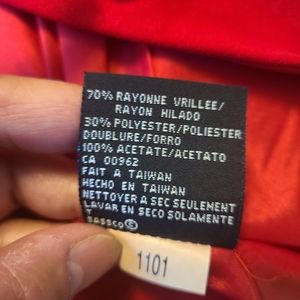 70% RAYONNE VRILLEE/
RAYON HILADO
30% POLYESTER/POLIESTER
DOUBLURE/FORRO
100% ACETATE/ACETATO
CA 00962
FAIT A TAIWAN
HECHO EN TAIWAN
NETTOYER A SEC SEULEMENT
LAVAR EN SECO SOLAMENTE
T
SASSCO ©
1101